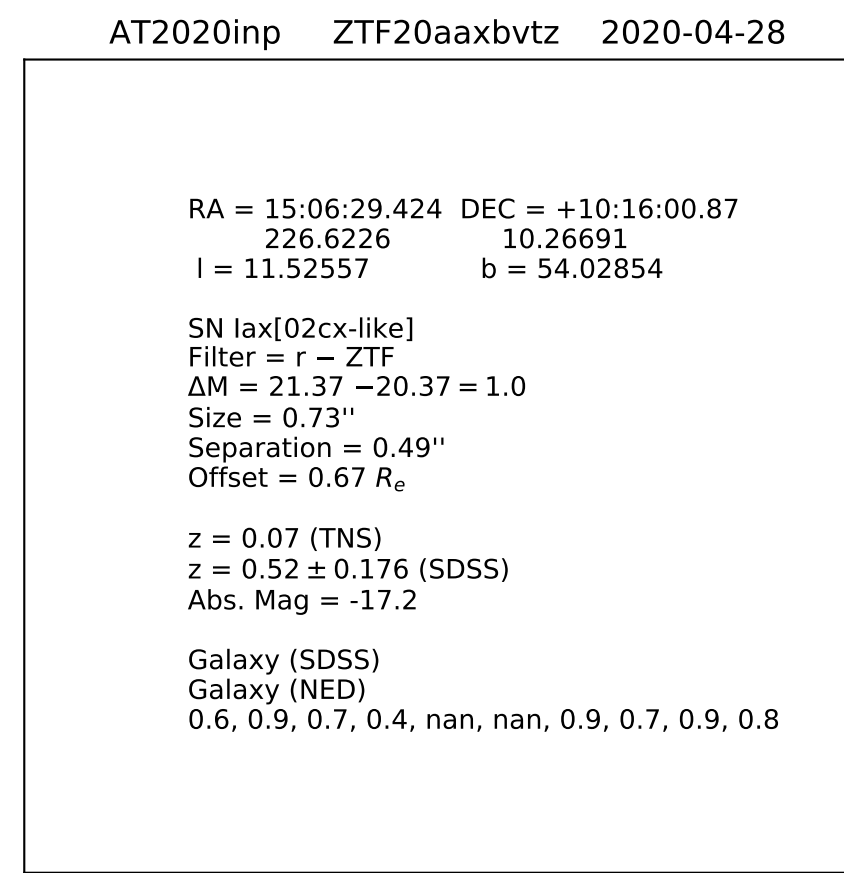 AT2020inp ZTF20aaxbvtz 2020-04-28
RA = 15:06:29.424 DEC = +10:16:00.87
226.6226 10.26691
l = 11.52557 b = 54.02854
SN Iax[02cx-like]
Filter = r − ZTF
ΔM = 21.37 −20.37 = 1.0
Size = 0.73''
Separation = 0.49''
Offset = 0.67 Rₑ
z = 0.07 (TNS)
z = 0.52 ± 0.176 (SDSS)
Abs. Mag = -17.2
Galaxy (SDSS)
Galaxy (NED)
0.6, 0.9, 0.7, 0.4, nan, nan, 0.9, 0.7, 0.9, 0.8